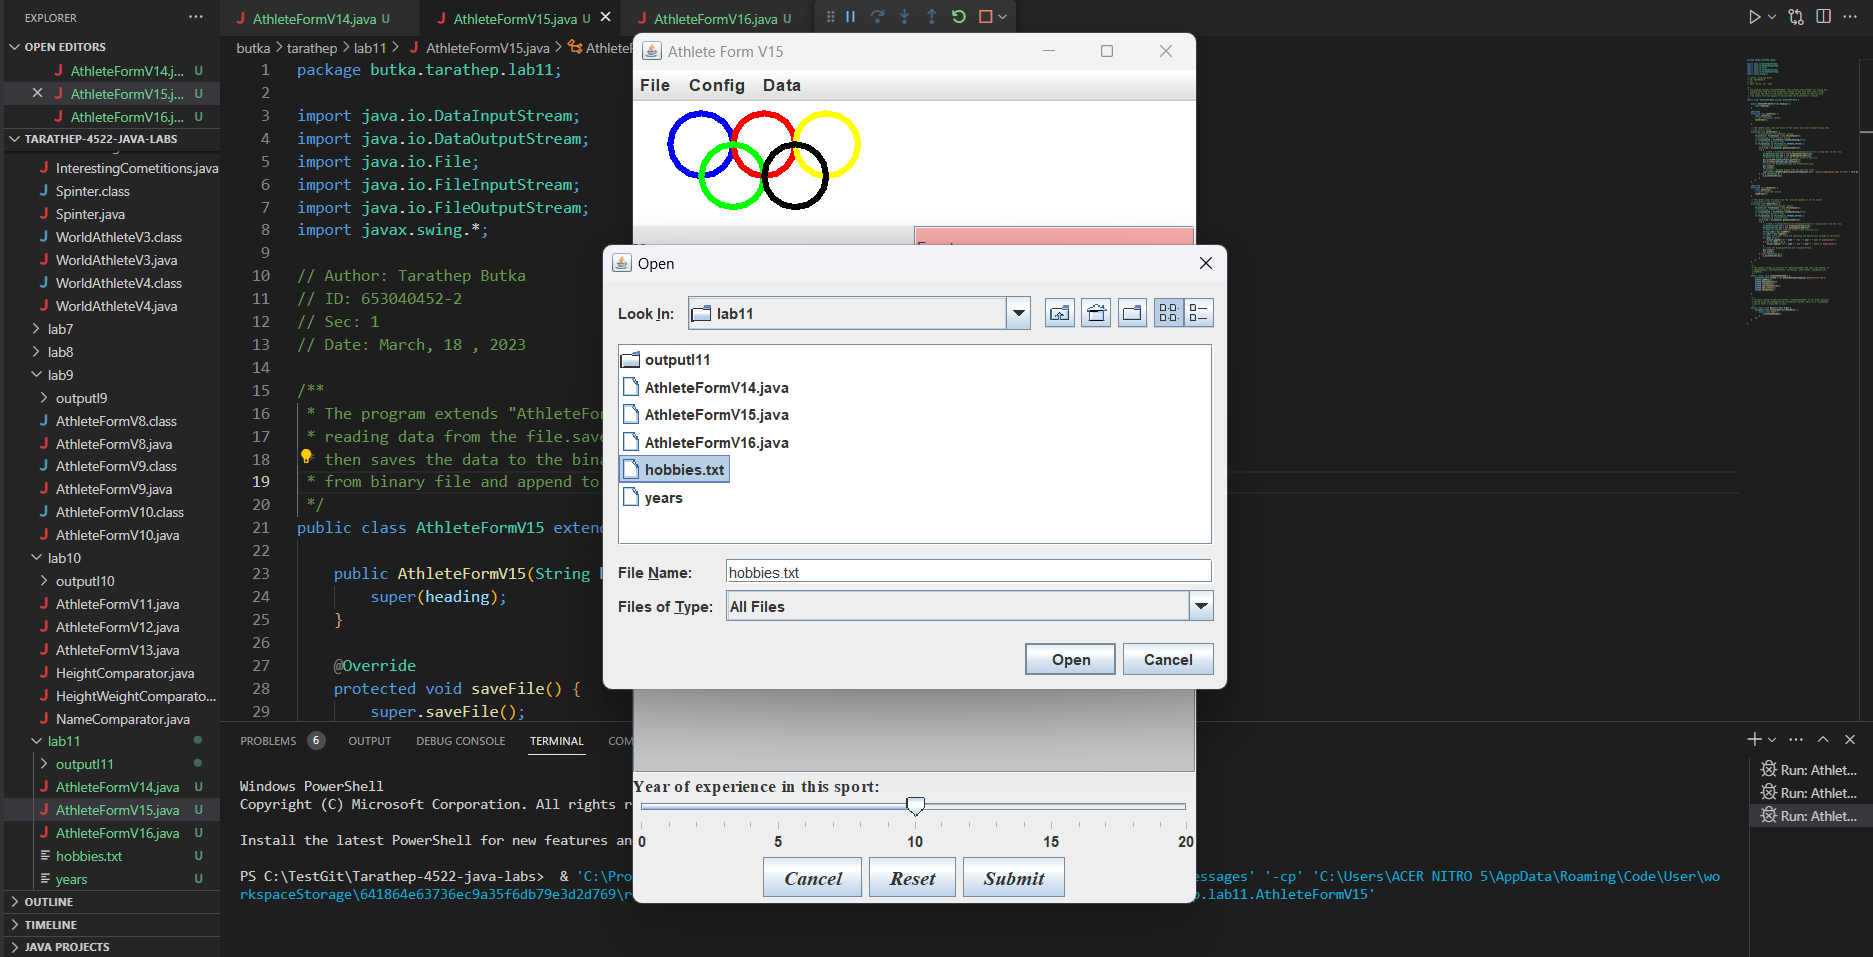 EXPLORER
OPEN EDITORS
AthleteFormV14.j... U
AthleteFormV15.j... U
AthleteFormV16.j... U
TARATHEP-4522-JAVA-LABS
InterestingCometitions.java
Spinter.class
Spinter.java
WorldAthleteV3.class
WorldAthleteV3.java
WorldAthleteV4.class
WorldAthleteV4.java
lab7
lab8
lab9
outputl9
AthleteFormV8.class
AthleteFormV8.java
AthleteFormV9.class
AthleteFormV9.java
AthleteFormV10.class
AthleteFormV10.java
lab10
outputl10
AthleteFormV11.java
AthleteFormV12.java
AthleteFormV13.java
HeightComparator.java
HeightWeightComparato...
NameComparator.java
lab11
outputl11
AthleteFormV14.java U
AthleteFormV15.java U
AthleteFormV16.java U
hobbies.txt U
years U
OUTLINE
TIMELINE
JAVA PROJECTS
AthleteFormV14.java U AthleteFormV15.java U AthleteFormV16.java U
butka > tarathep > lab11 > AthleteFormV15.java > AthleteF
1 package butka.tarathep.lab11;
2
3 import java.io.DataInputStream;
4 import java.io.DataOutputStream;
5 import java.io.File;
6 import java.io.FileInputStream;
7 import java.io.FileOutputStream;
8 import javax.swing.*;
9
10 // Author: Tarathep Butka
11 // ID: 653040452-2
12 // Sec: 1
13 // Date: March, 18 , 2023
14
15 /**
16 * The program extends "AthleteFo
17 * reading data from the file.save
18 * then saves the data to the bina
19 * from binary file and append to
20 */
21 public class AthleteFormV15 exten
22
23 public AthleteFormV15(String
24 super(heading);
25 }
26
27 @Override
28 protected void saveFile() {
29 super.saveFile();
Athlete Form V15
File Config Data
Open
Look In: lab11
outputl11
AthleteFormV14.java
AthleteFormV15.java
AthleteFormV16.java
hobbies.txt
years
File Name: hobbies.txt
Files of Type: All Files
Open Cancel
Year of experience in this sport:
0 5 10 15 20
Cancel Reset Submit
PROBLEMS 6 OUTPUT DEBUG CONSOLE TERMINAL COM
Windows PowerShell
Copyright (C) Microsoft Corporation. All rights r
Install the latest PowerShell for new features an
PS C:\TestGit\Tarathep-4522-java-labs> & 'C:\Pro essages' '-cp' 'C:\Users\ACER NITRO 5\AppData\Roaming\Code\User\wo
rkspaceStorage\641864e63736ec9a35f6db79e3d2d769\r o.lab11.AthleteFormV15'
Run: Athlet...
Run: Athlet...
Run: Athlet...